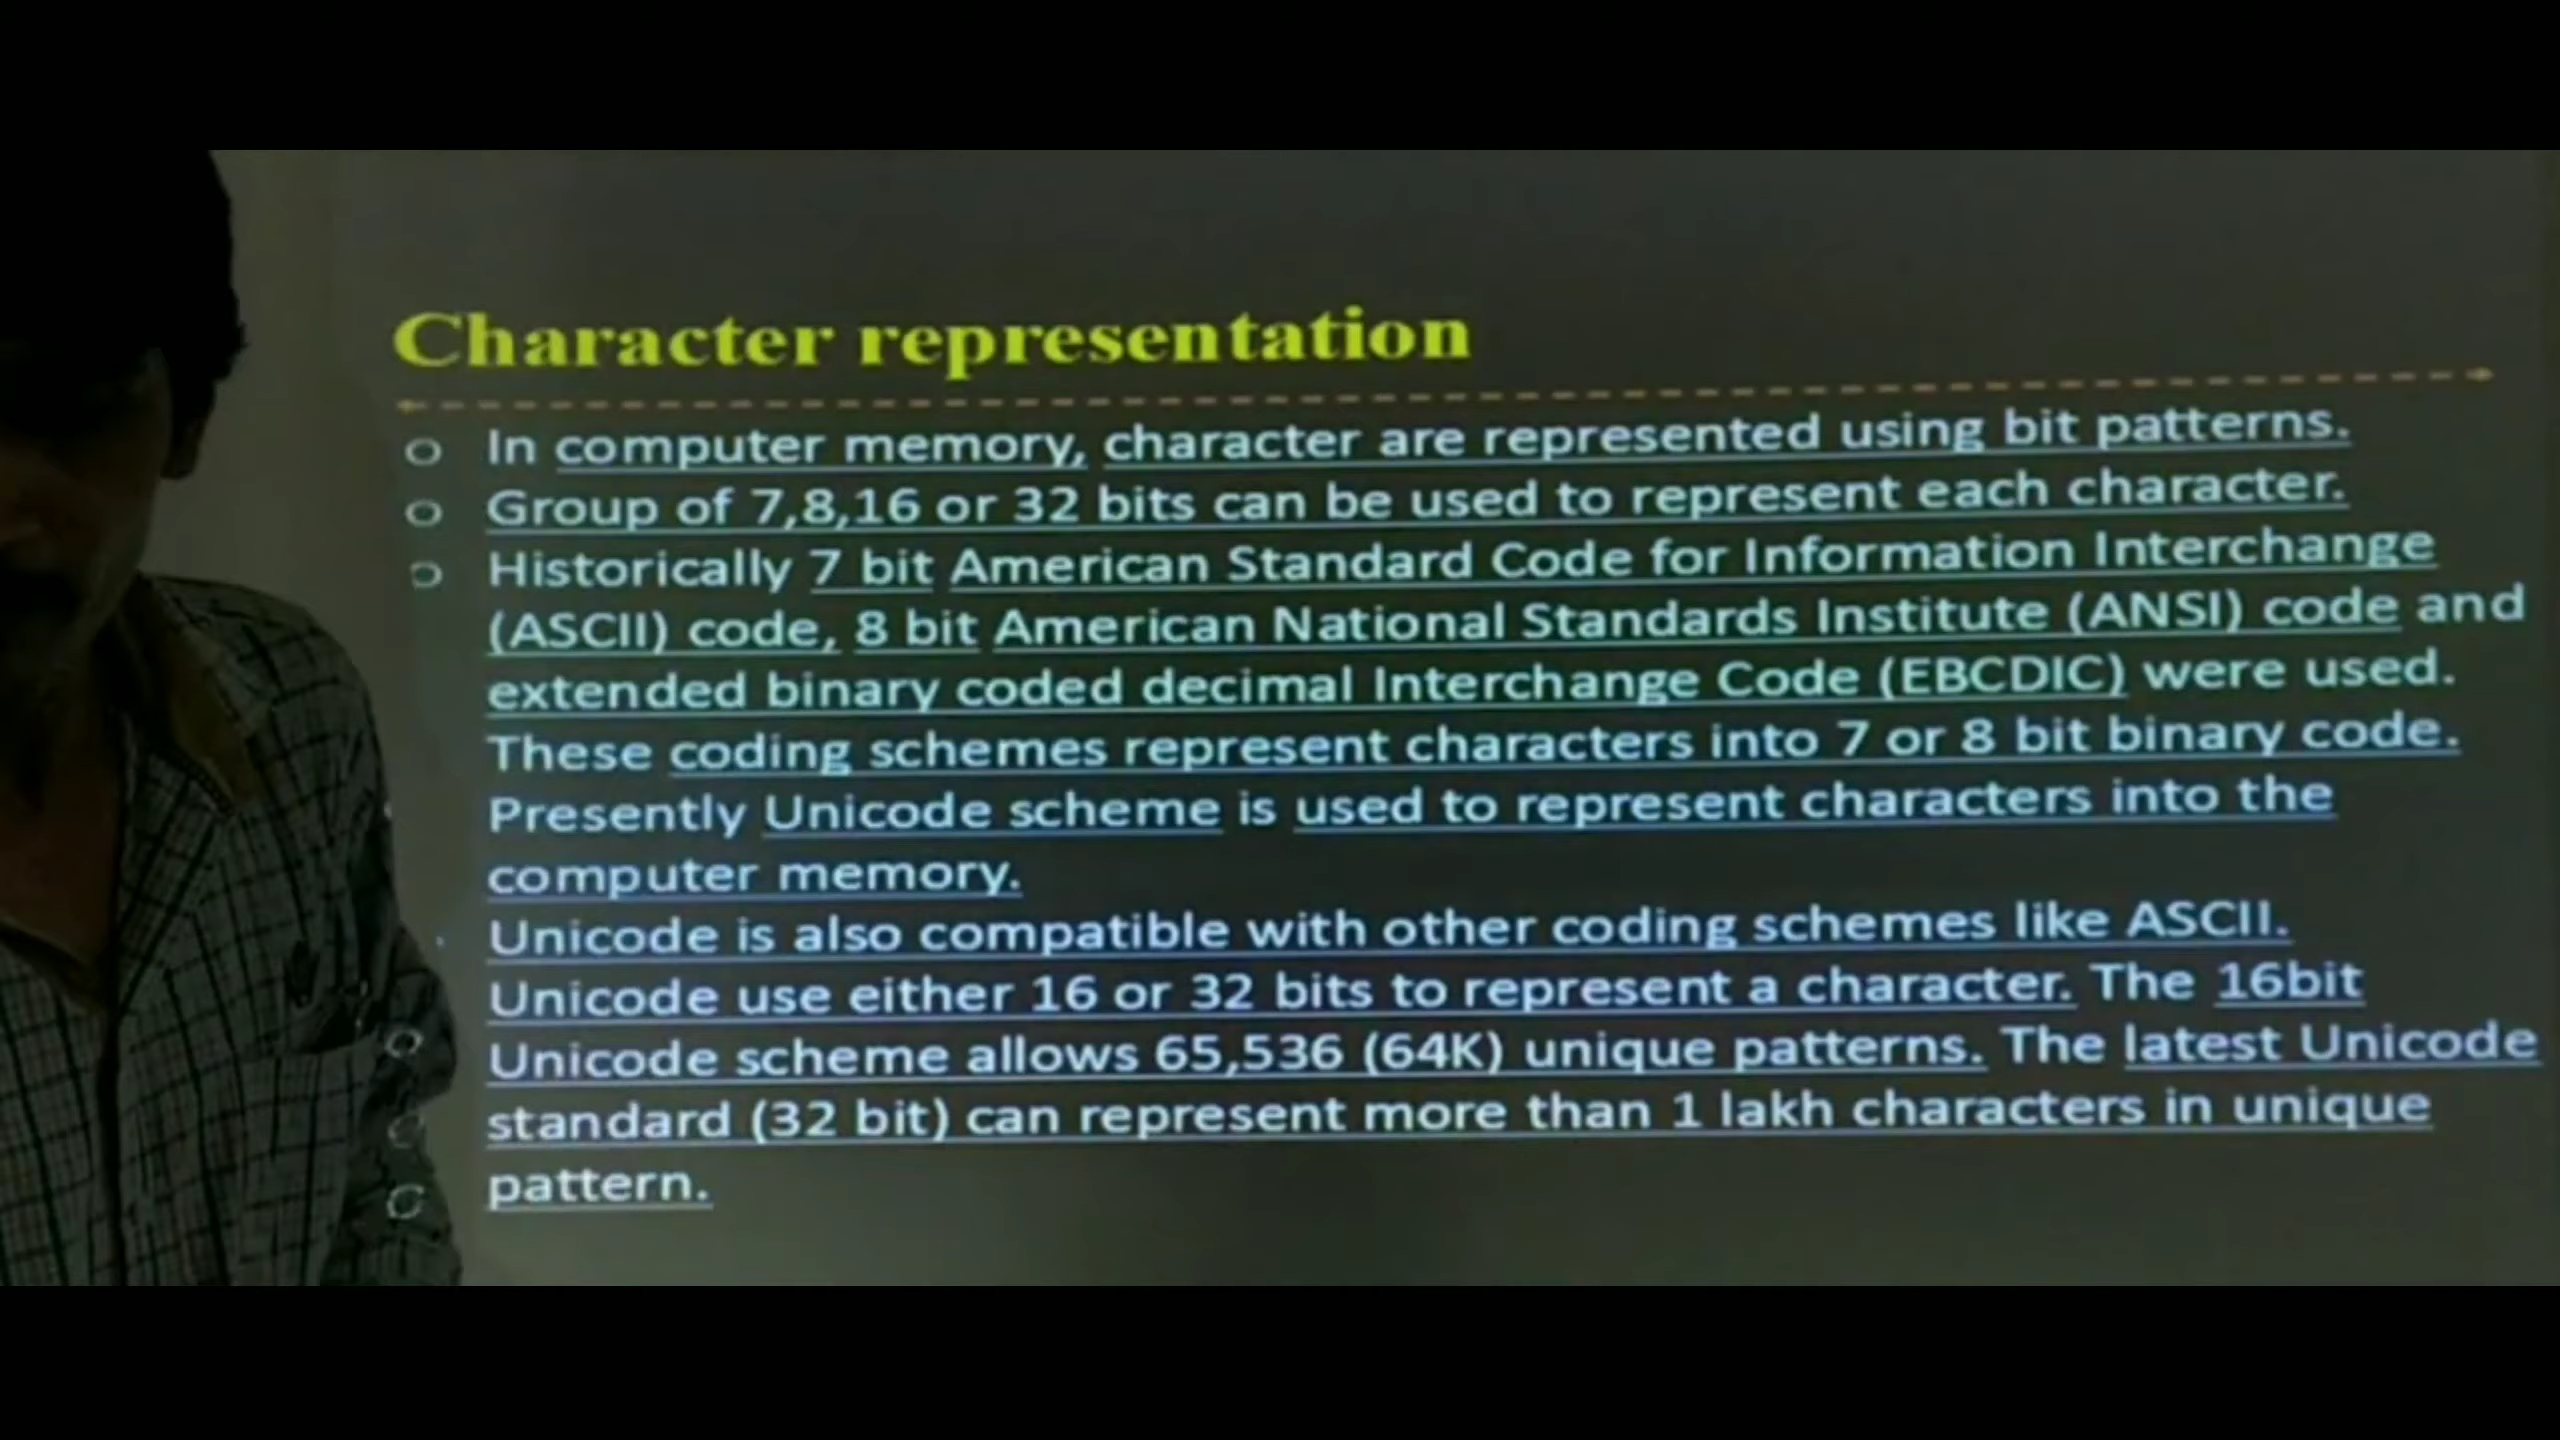 Character representation
In computer memory, character are represented using bit patterns.
Group of 7,8,16 or 32 bits can be used to represent each character.
Historically 7 bit American Standard Code for Information Interchange
(ASCII) code, 8 bit American National Standards Institute (ANSI) code and
extended binary coded decimal Interchange Code (EBCDIC) were used.
These coding schemes represent characters into 7 or 8 bit binary code.
Presently Unicode scheme is used to represent characters into the
computer memory.
Unicode is also compatible with other coding schemes like ASCII.
Unicode use either 16 or 32 bits to represent a character. The 16bit
Unicode scheme allows 65,536 (64K) unique patterns. The latest Unicode
standard (32 bit) can represent more than 1 lakh characters in unique
pattern.